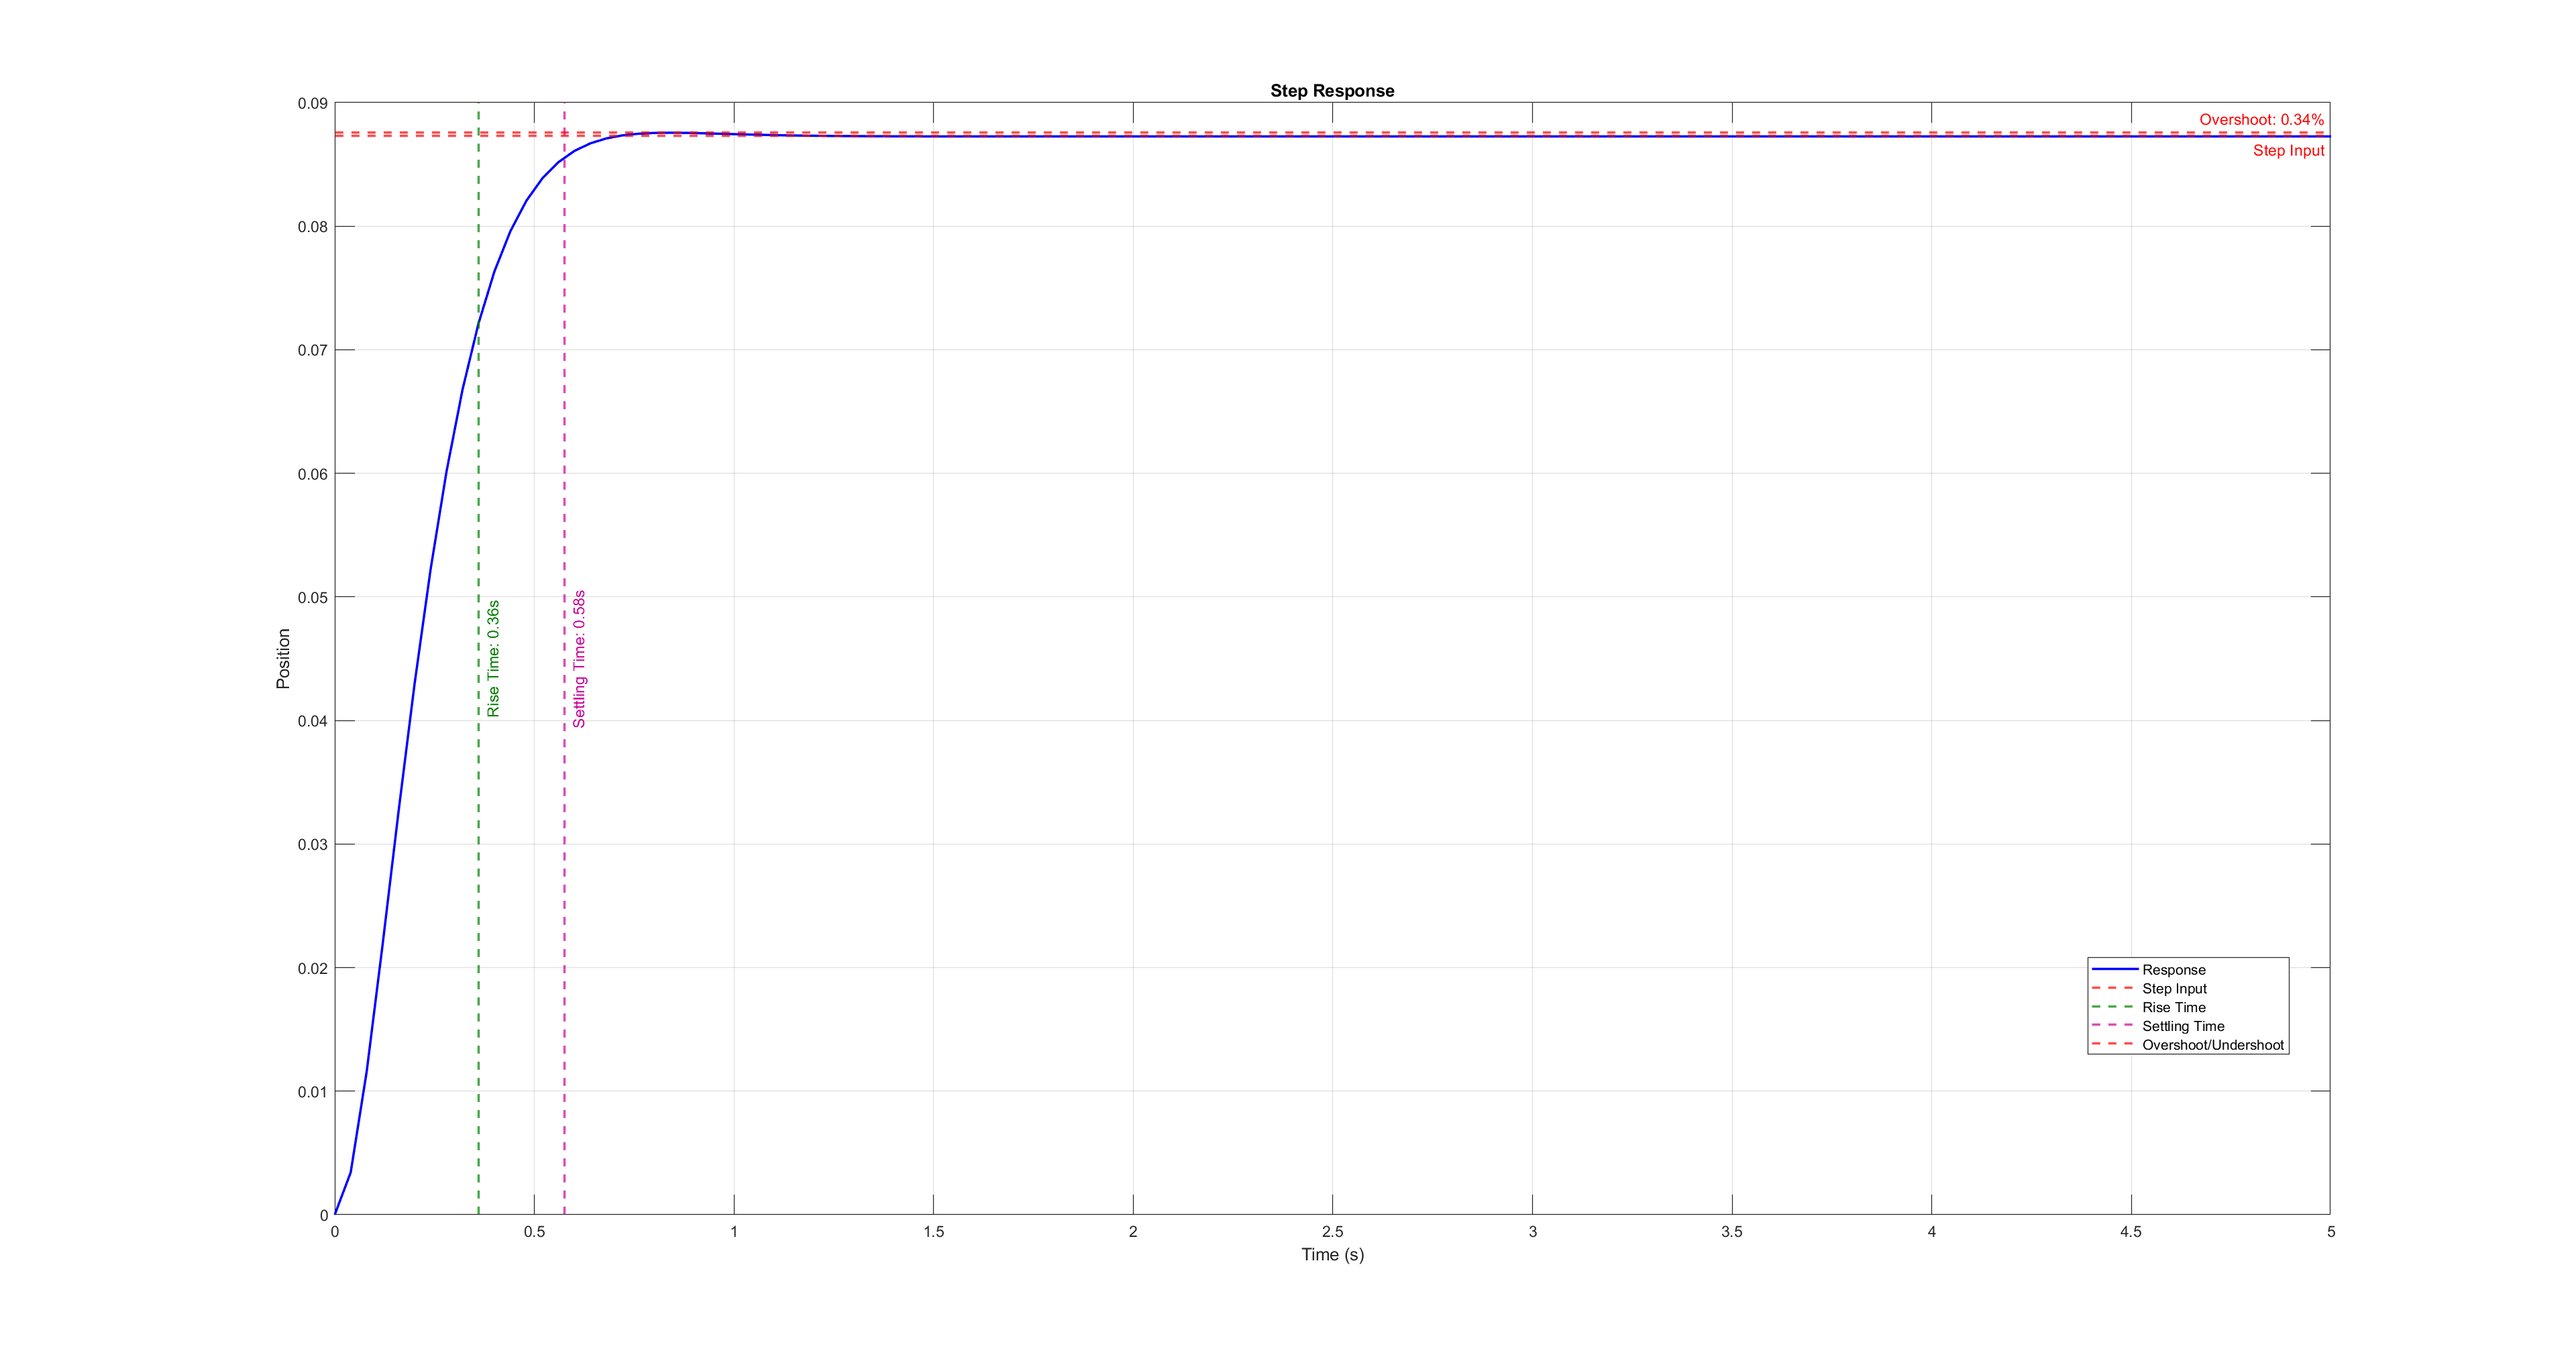 Step Response
Overshoot: 0.34%
Step Input
0.09
0.08
0.07
0.06
0.05
0.04
0.03
0.02
0.01
0
Position
Rise Time: 0.36s
Settling Time: 0.58s
Response
Step Input
Rise Time
Settling Time
Overshoot/Undershoot
0 0.5 1 1.5 2 2.5 3 3.5 4 4.5 5
Time (s)